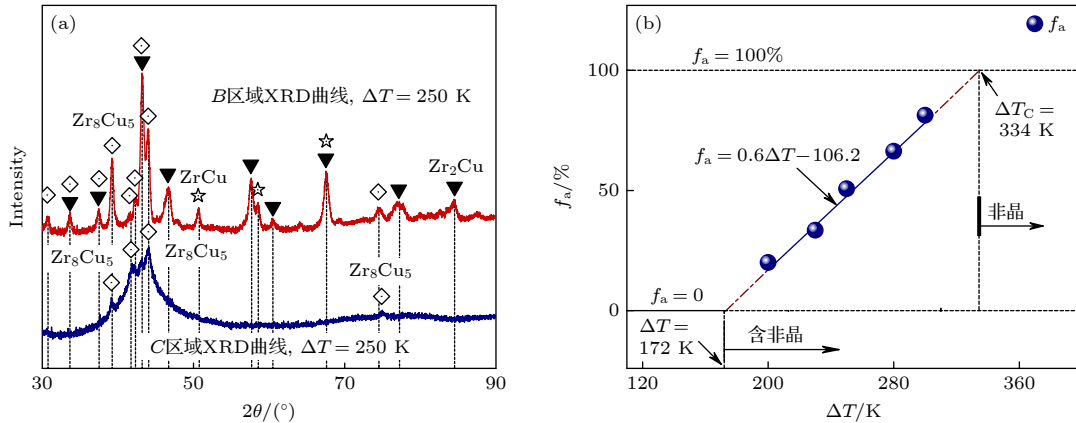 (a)
B区域XRD曲线, ΔT = 250 K
Zr₈Cu₅
ZrCu
Zr₂Cu
Zr₈Cu₅
Zr₈Cu₅
Zr₈Cu₅
C区域XRD曲线, ΔT = 250 K
Intensity
30
50
70
90
2θ/(°)
(b)
fₐ
fₐ = 100%
ΔT_C =
334 K
fₐ = 0.6ΔT−106.2
非晶
fₐ = 0
ΔT =
172 K
含非晶
fₐ/%
100
50
0
120
200
280
360
ΔT/K